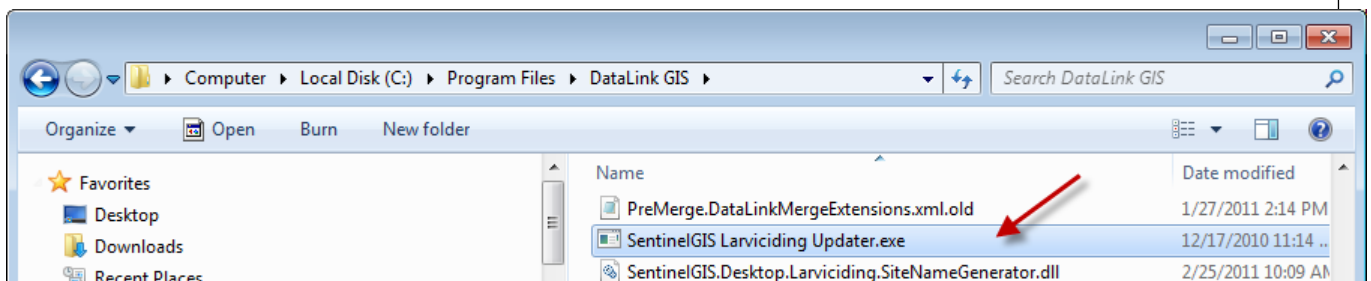 Computer Local Disk (C:) Program Files DataLink GIS Search DataLink GIS
Organize Open Burn New folder
Favorites
Desktop
Downloads
Recent Places
Name Date modified
PreMerge.DataLinkMergeExtensions.xml.old 1/27/2011 2:14 PM
SentinelGIS Larviciding Updater.exe 12/17/2010 11:14 ..
SentinelGIS.Desktop.Larviciding.SiteNameGenerator.dll 2/25/2011 10:09 AM